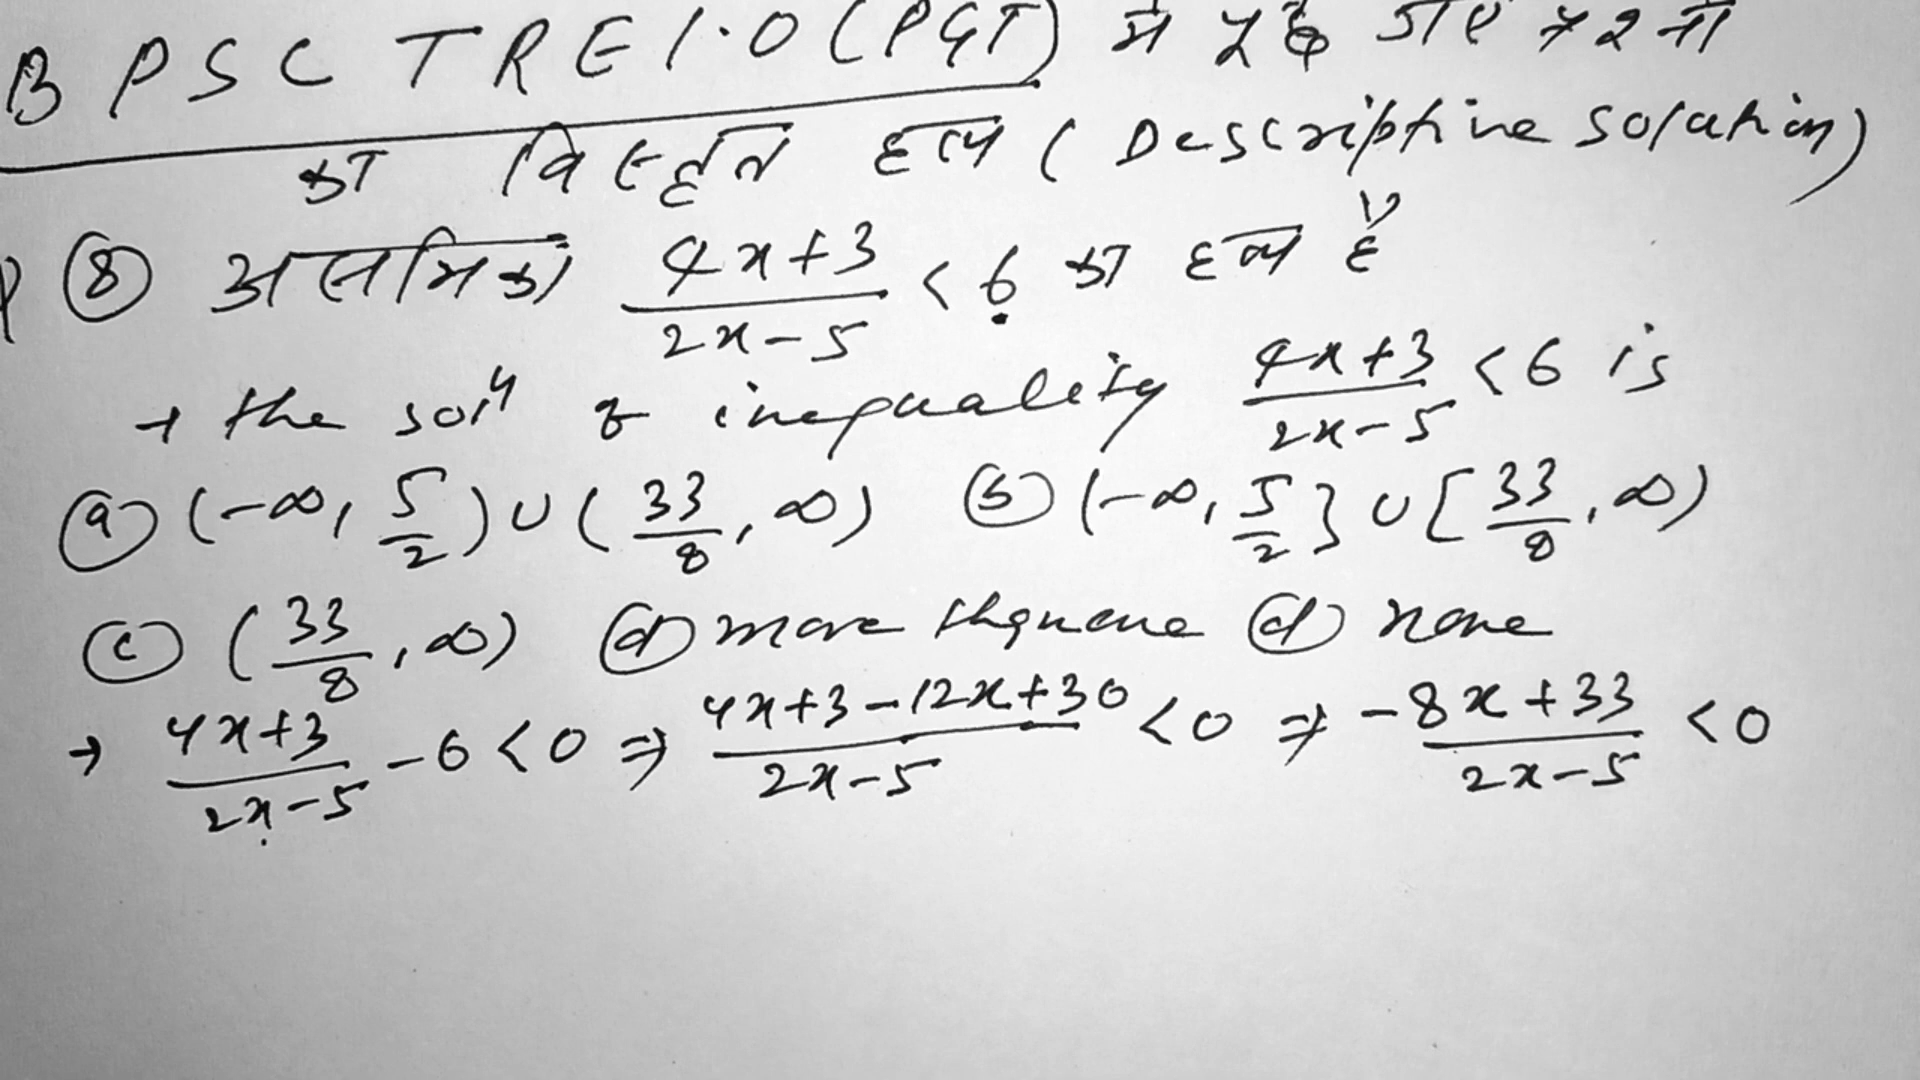 BPSC TRE 1.0 (PGT) में पूछे गए प्रश्नों
का विस्तृत हल (Descriptive solution)
(8) असमिका (4x+3)/(2x-5) < 6 का हल है
→ the solⁿ of inequality (4x+3)/(2x-5) < 6 is
(a) (-∞, 5/2) ∪ (33/8, ∞) (b) (-∞, 5/2] ∪ [33/8, ∞)
(c) (33/8, ∞) (d) more than one (d) none
→ (4x+3)/(2x-5) - 6 < 0 ⇒ (4x+3-12x+30)/(2x-5) < 0 ⇒ (-8x+33)/(2x-5) < 0